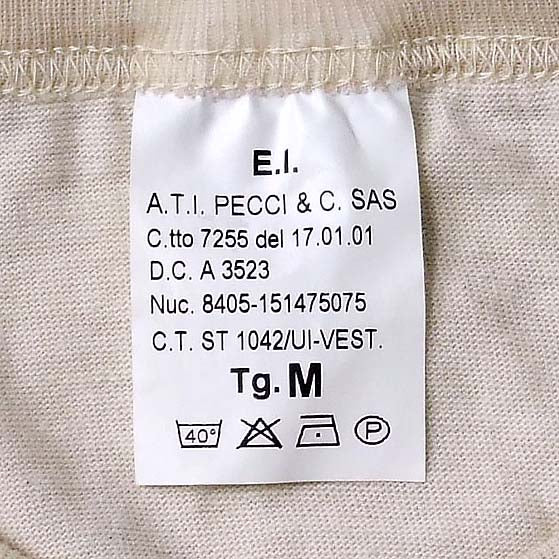 E.I.
A.T.I. PECCI & C. SAS
C.tto 7255 del 17.01.01
D.C. A 3523
Nuc. 8405-151475075
C.T. ST 1042/UI-VEST.
Tg. M
40° P